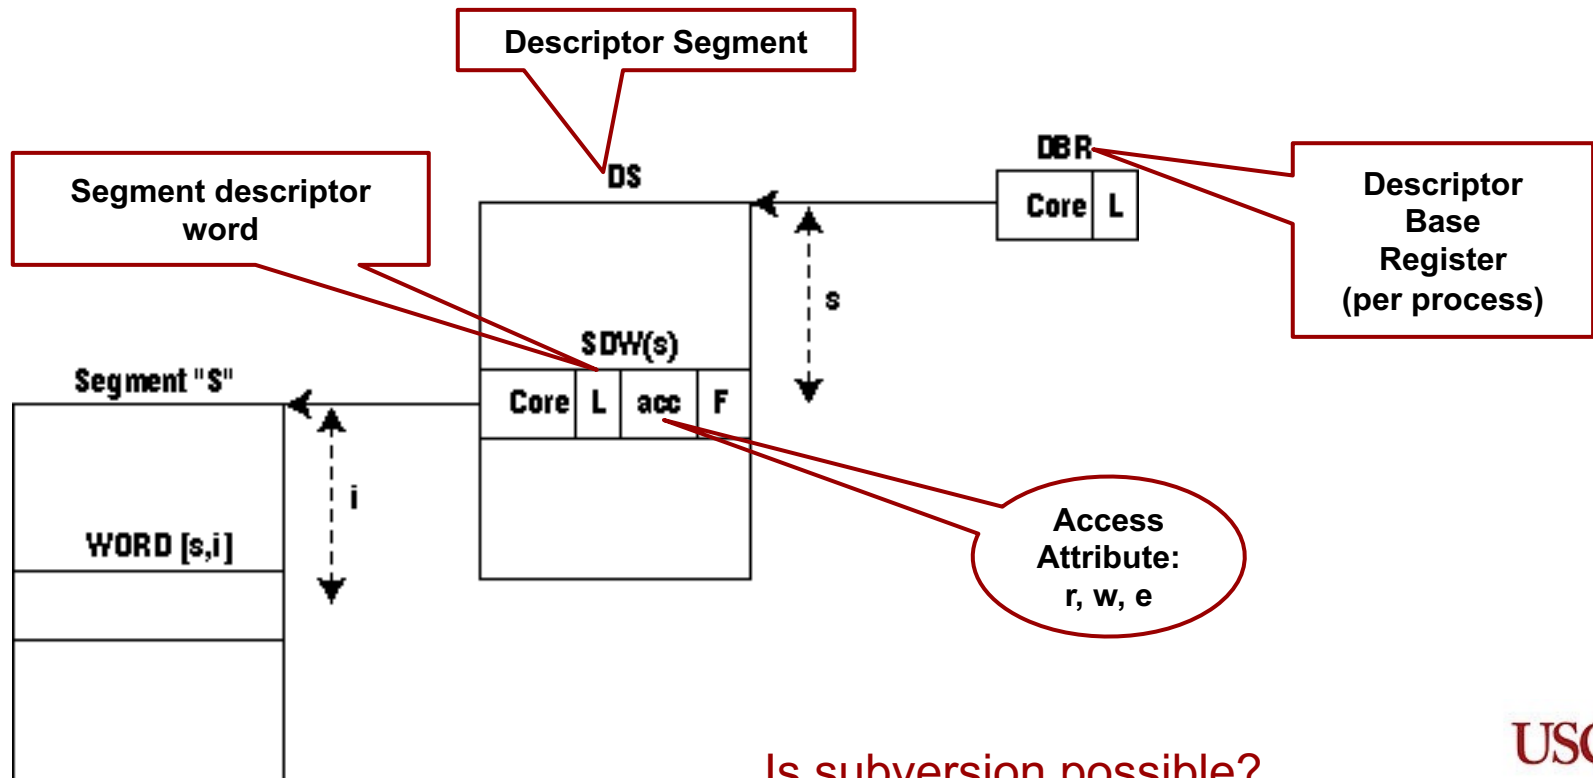 Descriptor Segment
DBR
Core L
Descriptor
Base
Register
(per process)
Segment descriptor
word
DS
s
SDW(s)
Core L acc F
Segment "S"
i
WORD [s,i]
Access
Attribute:
r, w, e
Is subversion possible?
USC